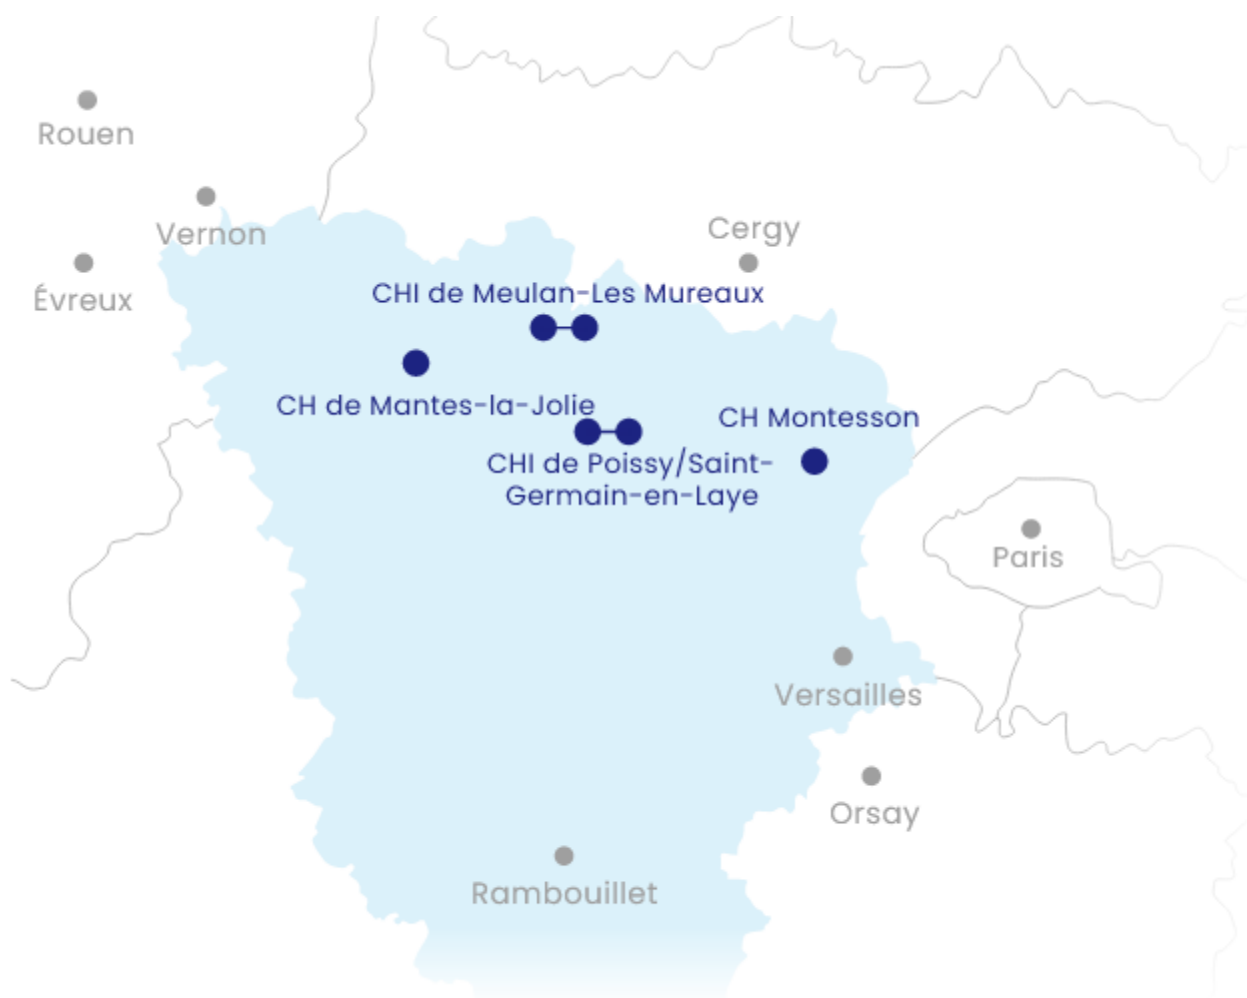 Rouen
Vernon
Cergy
Évreux
CHI de Meulan-Les Mureaux
CH de Mantes-la-Jolie
CH Montesson
CHI de Poissy/Saint-
Germain-en-Laye
Paris
Versailles
Orsay
Rambouillet